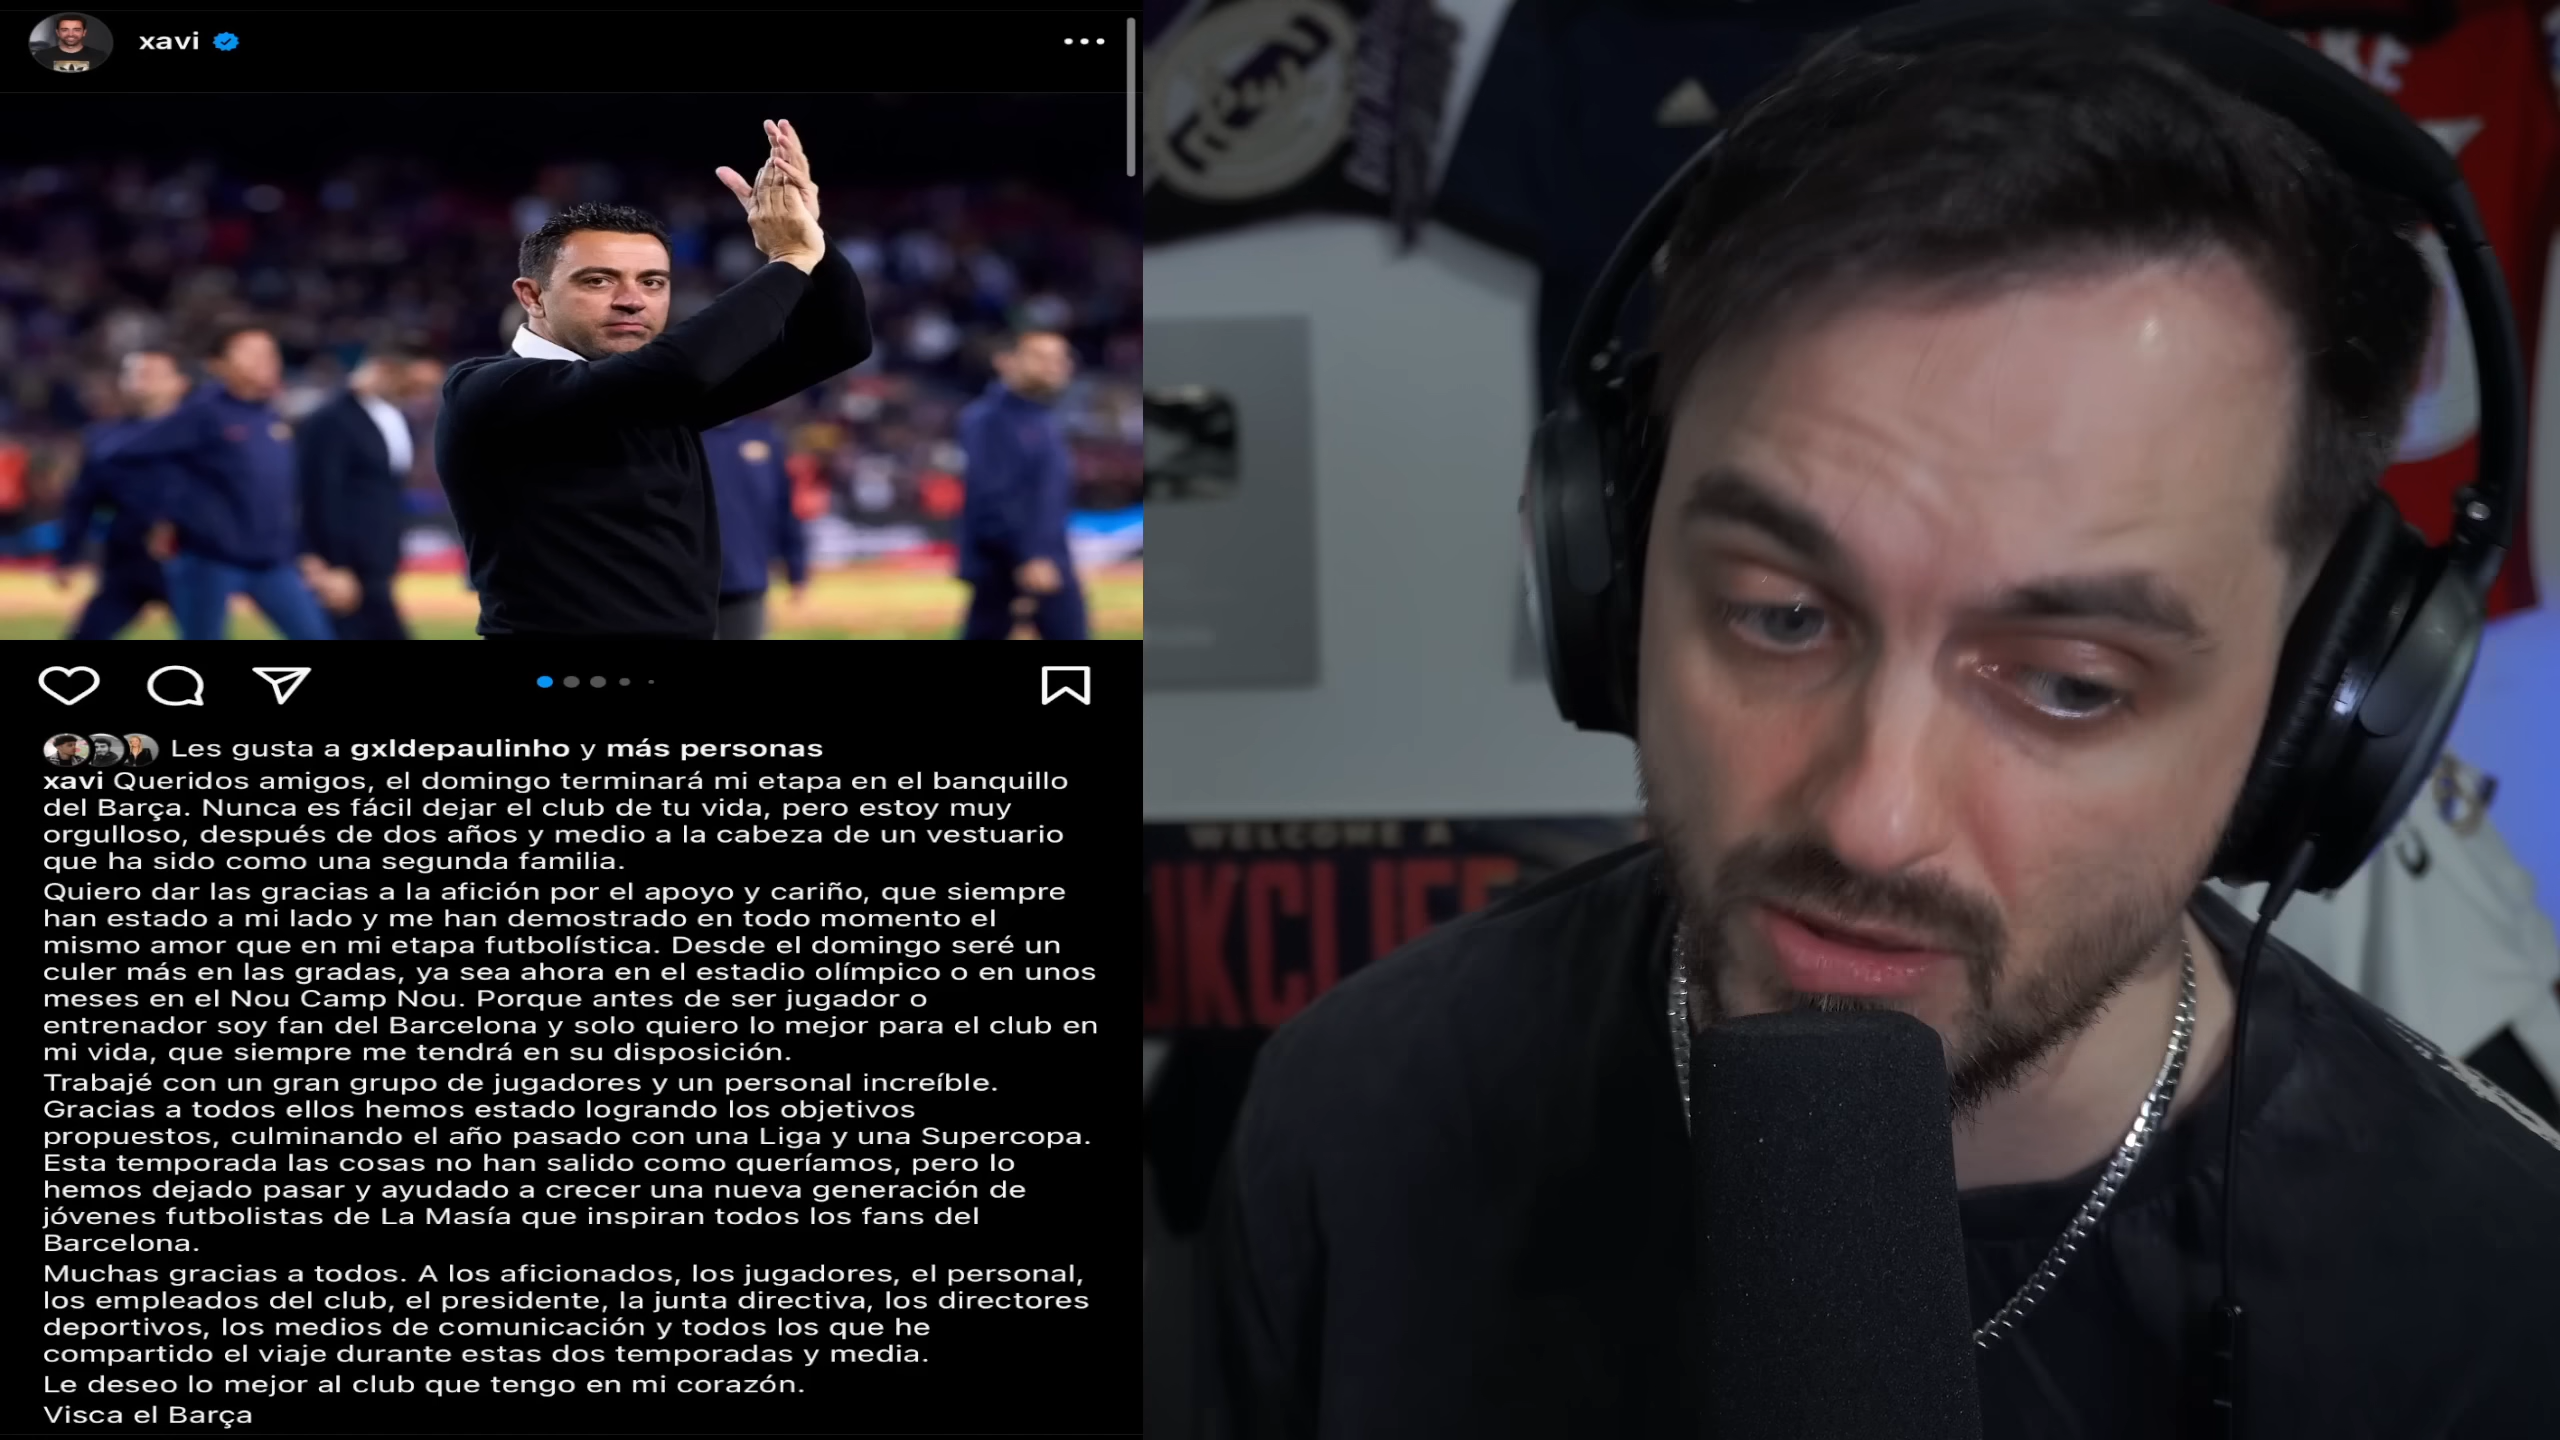 xavi
Les gusta a gxldepaulinho y más personas
xavi Queridos amigos, el domingo terminará mi etapa en el banquillo
del Barça. Nunca es fácil dejar el club de tu vida, pero estoy muy
orgulloso, después de dos años y medio a la cabeza de un vestuario
que ha sido como una segunda familia.
Quiero dar las gracias a la afición por el apoyo y cariño, que siempre
han estado a mi lado y me han demostrado en todo momento el
mismo amor que en mi etapa futbolística. Desde el domingo seré un
culer más en las gradas, ya sea ahora en el estadio olímpico o en unos
meses en el Nou Camp Nou. Porque antes de ser jugador o
entrenador soy fan del Barcelona y solo quiero lo mejor para el club en
mi vida, que siempre me tendrá en su disposición.
Trabajé con un gran grupo de jugadores y un personal increíble.
Gracias a todos ellos hemos estado logrando los objetivos
propuestos, culminando el año pasado con una Liga y una Supercopa.
Esta temporada las cosas no han salido como queríamos, pero lo
hemos dejado pasar y ayudado a crecer una nueva generación de
jóvenes futbolistas de La Masía que inspiran todos los fans del
Barcelona.
Muchas gracias a todos. A los aficionados, los jugadores, el personal,
los empleados del club, el presidente, la junta directiva, los directores
deportivos, los medios de comunicación y todos los que he
compartido el viaje durante estas dos temporadas y media.
Le deseo lo mejor al club que tengo en mi corazón.
Visca el Barça
WELCOME A